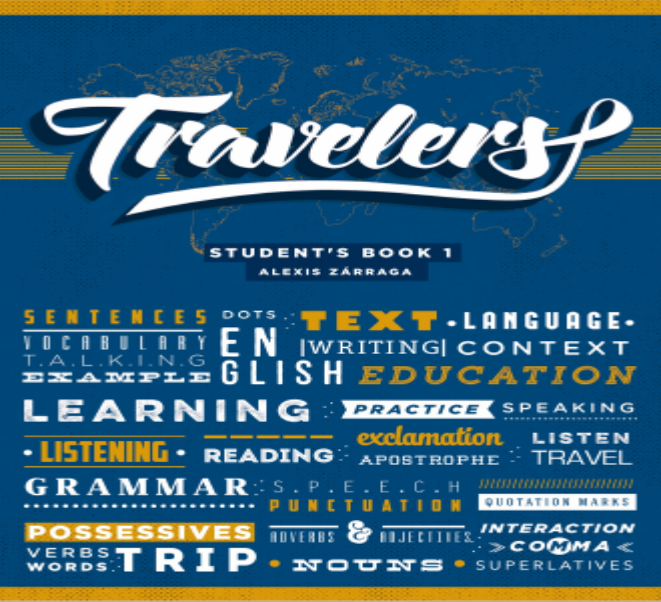 Travelers
STUDENT'S BOOK 1
ALEXIS ZÁRRAGA
SENTENCES DOTS TEXT •LANGUAGE•
VOCABULARY EN |WRITING| CONTEXT
T.A.L.K.I.N.G
EXAMPLE GLISH EDUCATION
LEARNING PRACTICE SPEAKING
• LISTENING • READING exclamation LISTEN
APOSTROPHE TRAVEL
GRAMMAR S.P.E.E.C.H
PUNCTUATION QUOTATION MARKS
POSSESSIVES ADVERBS & ADJECTIVES INTERACTION
VERBS TRIP • NOUNS • >COMMA<
WORDS SUPERLATIVES